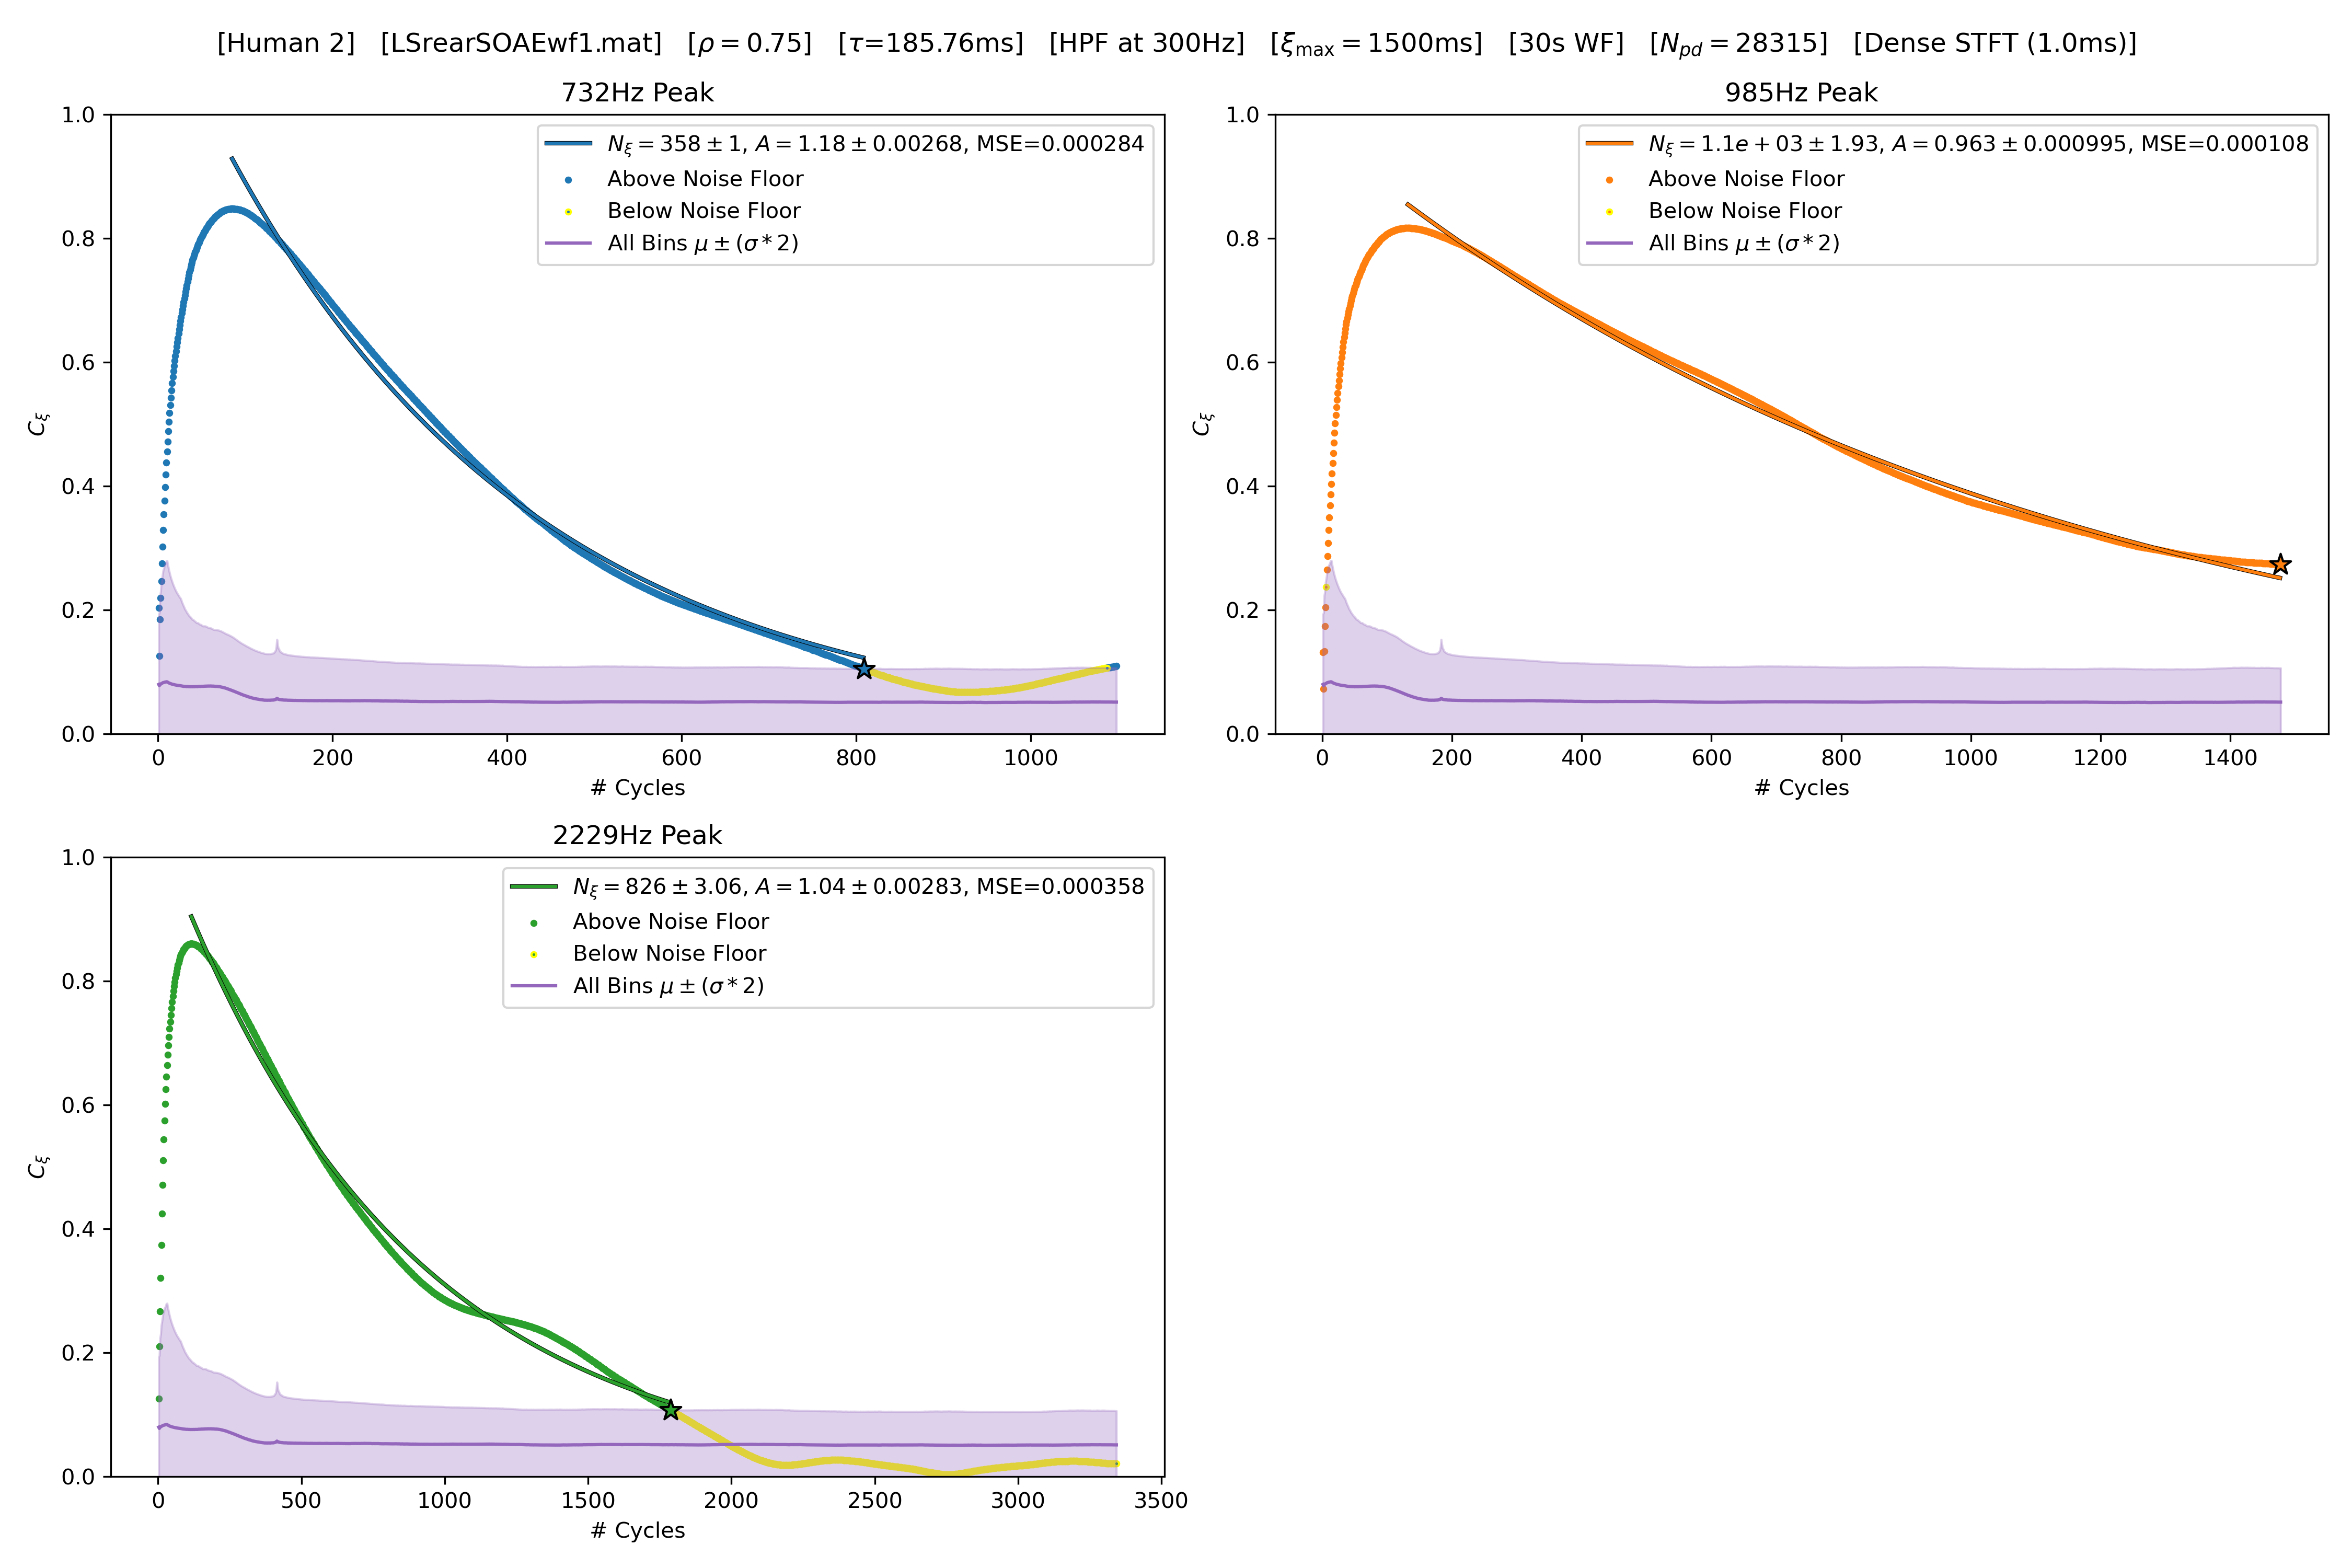 [Human 2] [LSrearSOAEwf1.mat] [ρ = 0.75] [τ=185.76ms] [HPF at 300Hz] [ξmax = 1500ms] [30s WF] [Npd = 28315] [Dense STFT (1.0ms)]
732Hz Peak
Nξ = 358 ± 1, A = 1.18 ± 0.00268, MSE=0.000284
Above Noise Floor
Below Noise Floor
All Bins μ ± (σ * 2)
1.0
0.8
0.6
0.4
0.2
0.0
Cξ
0 200 400 600 800 1000
# Cycles
985Hz Peak
Nξ = 1.1e + 03 ± 1.93, A = 0.963 ± 0.000995, MSE=0.000108
Above Noise Floor
Below Noise Floor
All Bins μ ± (σ * 2)
1.0
0.8
0.6
0.4
0.2
0.0
Cξ
0 200 400 600 800 1000 1200 1400
# Cycles
2229Hz Peak
Nξ = 826 ± 3.06, A = 1.04 ± 0.00283, MSE=0.000358
Above Noise Floor
Below Noise Floor
All Bins μ ± (σ * 2)
1.0
0.8
0.6
0.4
0.2
0.0
Cξ
0 500 1000 1500 2000 2500 3000 3500
# Cycles